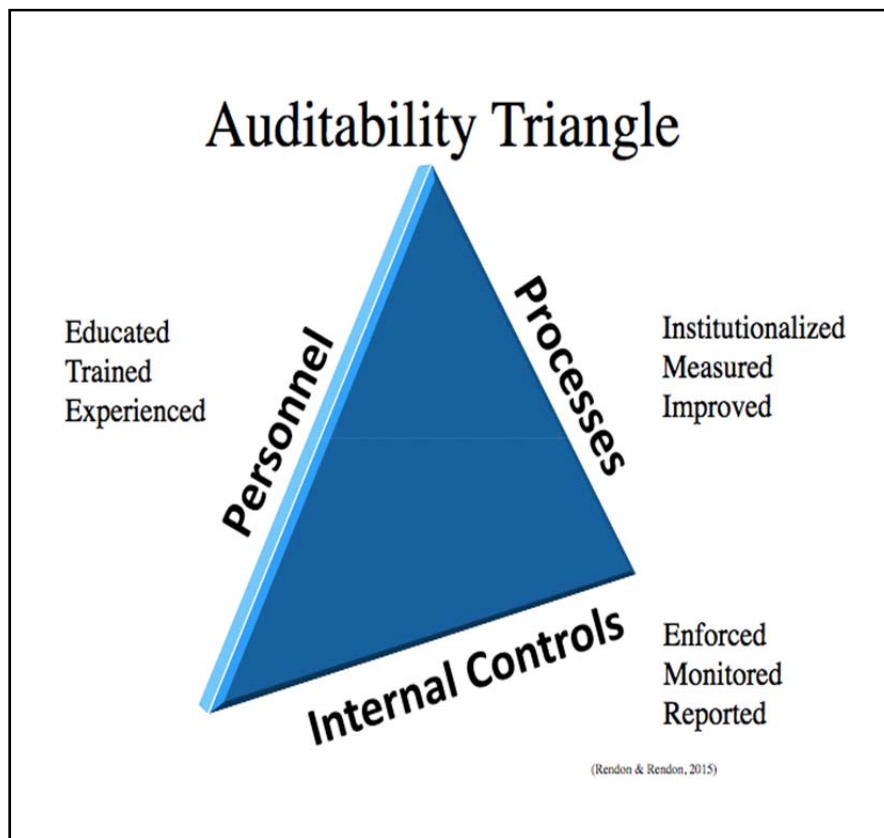 Auditability Triangle
Educated
Trained
Experienced
Personnel
Processes
Institutionalized
Measured
Improved
Internal Controls
Enforced
Monitored
Reported
(Rendon & Rendon, 2015)